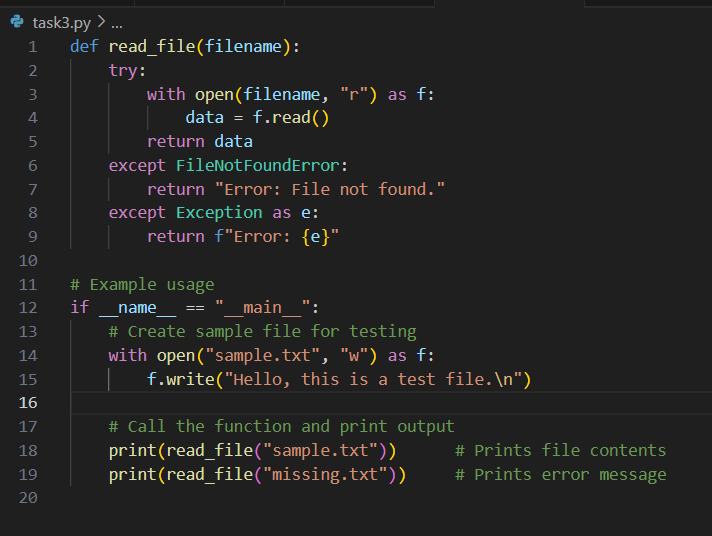 task3.py > ...
1 def read_file(filename):
2     try:
3         with open(filename, "r") as f:
4             data = f.read()
5         return data
6     except FileNotFoundError:
7         return "Error: File not found."
8     except Exception as e:
9         return f"Error: {e}"
10
11 # Example usage
12 if __name__ == "__main__":
13     # Create sample file for testing
14     with open("sample.txt", "w") as f:
15         f.write("Hello, this is a test file.\n")
16
17     # Call the function and print output
18     print(read_file("sample.txt"))      # Prints file contents
19     print(read_file("missing.txt"))     # Prints error message
20